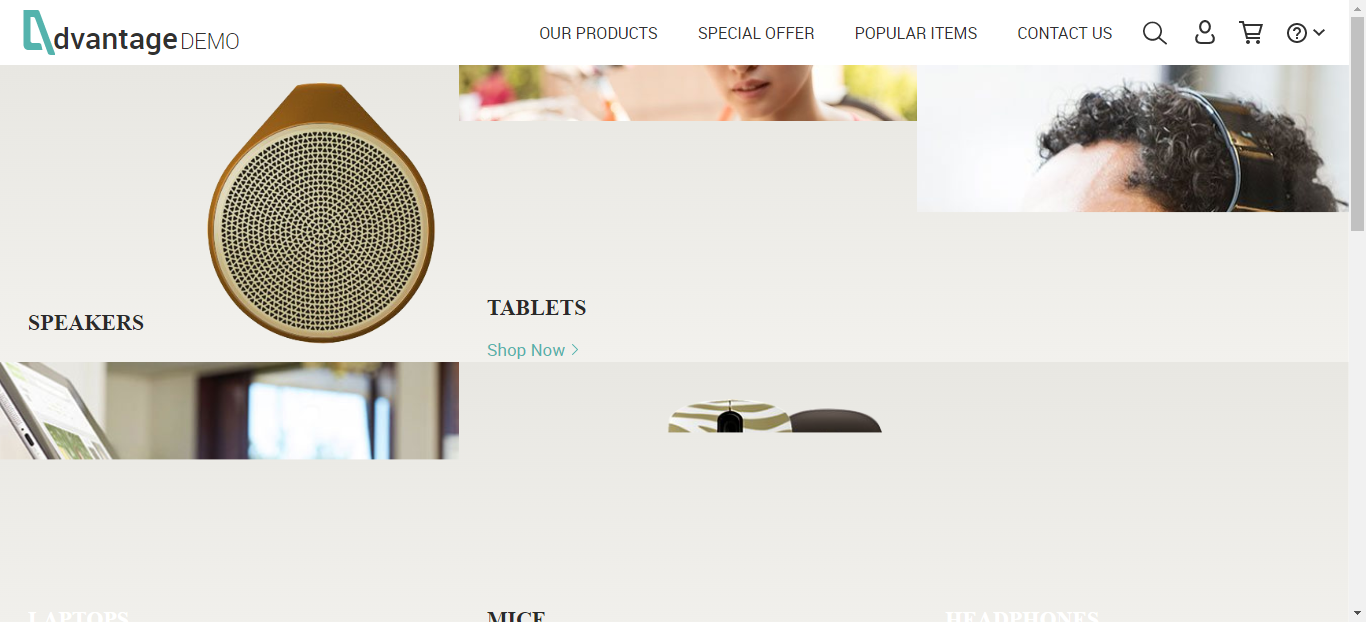 dvantage DEMO
OUR PRODUCTS SPECIAL OFFER POPULAR ITEMS CONTACT US
SPEAKERS
TABLETS
Shop Now
LAPTOPS
MICE
HEADPHONES